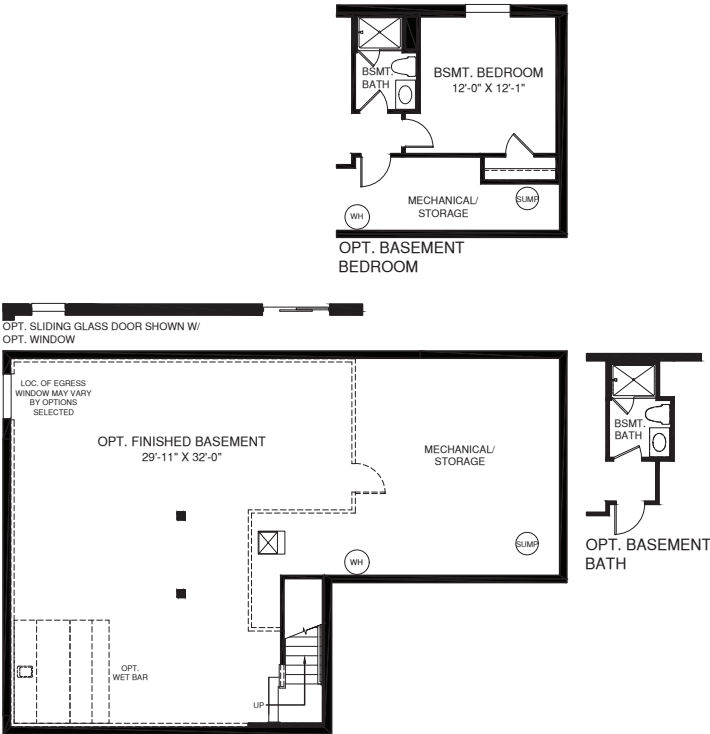 BSMT.
BATH
BSMT. BEDROOM
12'-0" X 12'-1"
MECHANICAL/
STORAGE
SUMP
WH
OPT. BASEMENT
BEDROOM
OPT. SLIDING GLASS DOOR SHOWN W/
OPT. WINDOW
LOC. OF EGRESS
WINDOW MAY VARY
BY OPTIONS
SELECTED
OPT. FINISHED BASEMENT
29'-11" X 32'-0"
MECHANICAL/
STORAGE
BSMT.
BATH
SUMP
WH
OPT. BASEMENT
BATH
OPT.
WET BAR
UP